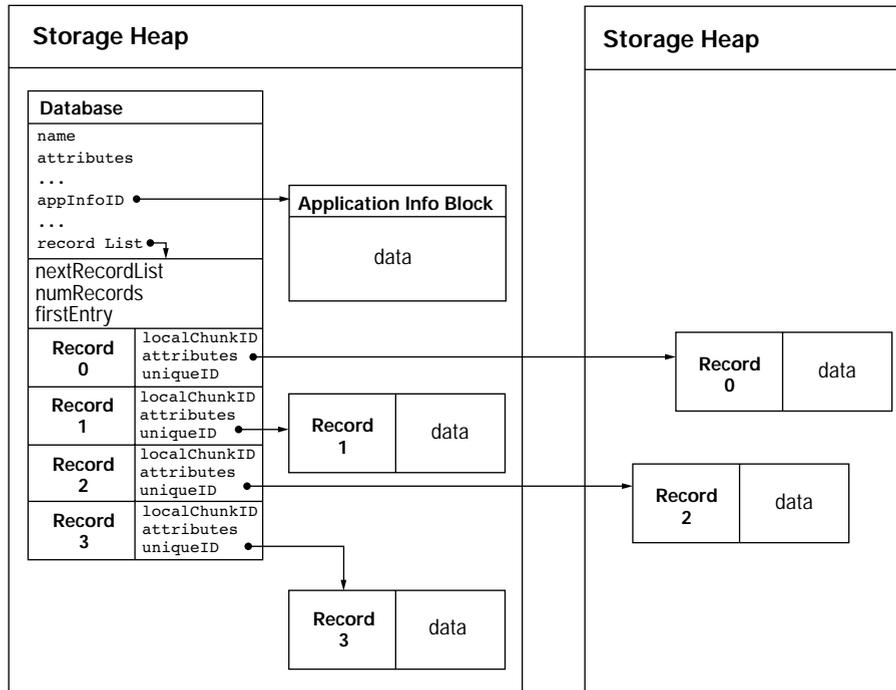 Storage Heap
Database
name
attributes
...
appInfoID
...
record List
nextRecordList
numRecords
firstEntry
Record
0
localChunkID
attributes
uniqueID
Record
1
localChunkID
attributes
uniqueID
Record
2
localChunkID
attributes
uniqueID
Record
3
localChunkID
attributes
uniqueID
Application Info Block
data
Record
1
data
Record
3
data
Storage Heap
Record
0
data
Record
2
data